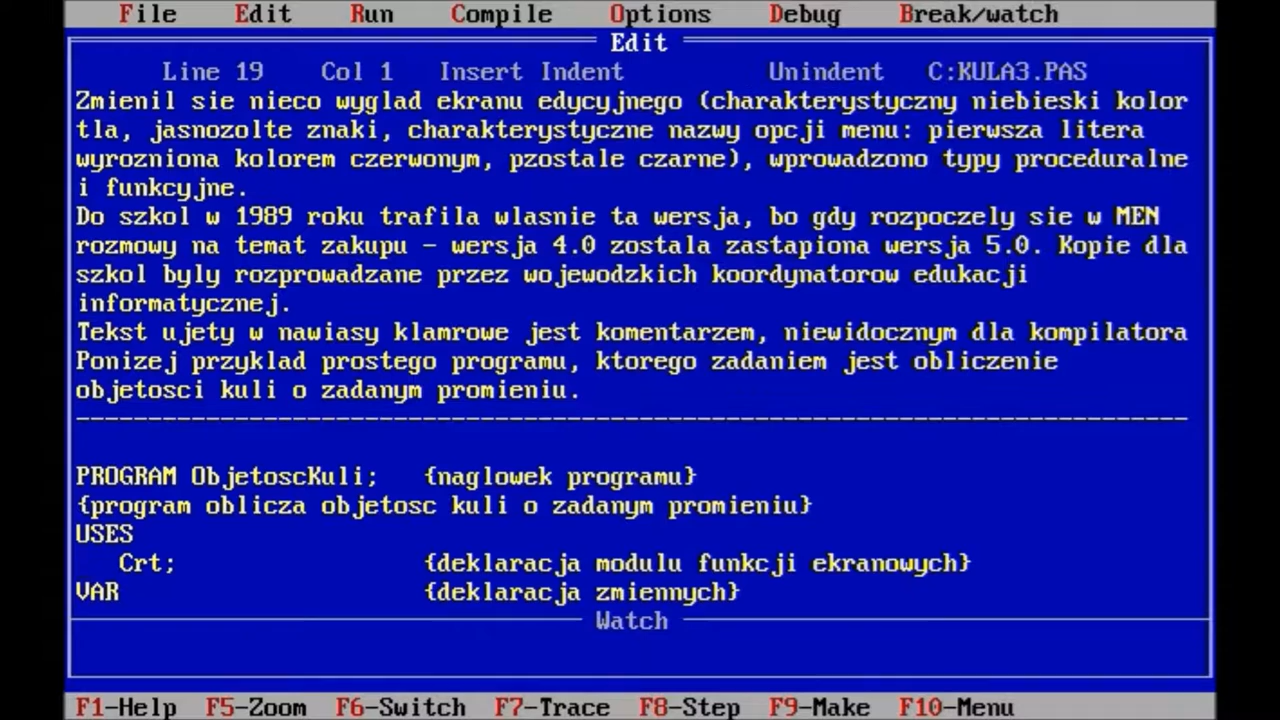 File Edit Run Compile Options Debug Break/watch
Edit
Line 19 Col 1 Insert Indent Unindent C:KULA3.PAS
Zmienil sie nieco wyglad ekranu edycyjnego (charakterystyczny niebieski kolor
tla, jasnozolte znaki, charakterystyczne nazwy opcji menu: pierwsza litera
wyrozniona kolorem czerwonym, pzostale czarne), wprowadzono typy proceduralne
i funkcyjne.
Do szkol w 1989 roku trafila wlasnie ta wersja, bo gdy rozpoczely sie w MEN
rozmowy na temat zakupu - wersja 4.0 zostala zastapiona wersja 5.0. Kopie dla
szkol byly rozprowadzane przez wojewodzkich koordynatorow edukacji
informatycznej.
Tekst ujety w nawiasy klamrowe jest komentarzem, niewidocznym dla kompilatora
Ponizej przyklad prostego programu, ktorego zadaniem jest obliczenie
objetosci kuli o zadanym promieniu.
-----------------------------------------------------------------------------
PROGRAM ObjetoscKuli; {naglowek programu}
{program oblicza objetosc kuli o zadanym promieniu}
USES
Crt; {deklaracja modulu funkcji ekranowych}
VAR {deklaracja zmiennych}
Watch
F1-Help F5-Zoom F6-Switch F7-Trace F8-Step F9-Make F10-Menu